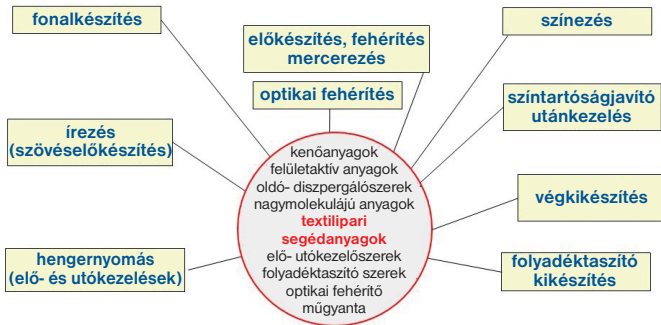 fonalkészítés
előkészítés, fehérítés
mercerezés
színezés
optikai fehérítés
színtartóságjavító
utánkezelés
írezés
(szövéselőkészítés)
kenőanyagok
felületaktív anyagok
oldó- diszpergálószerek
nagymolekulájú anyagok
textilipari
segédanyagok
elő- utókezelőszerek
folyadéktaszító szerek
optikai fehérítő
műgyanta
végkikészítés
hengernyomás
(elő- és utókezelések)
folyadéktaszító
kikészítés